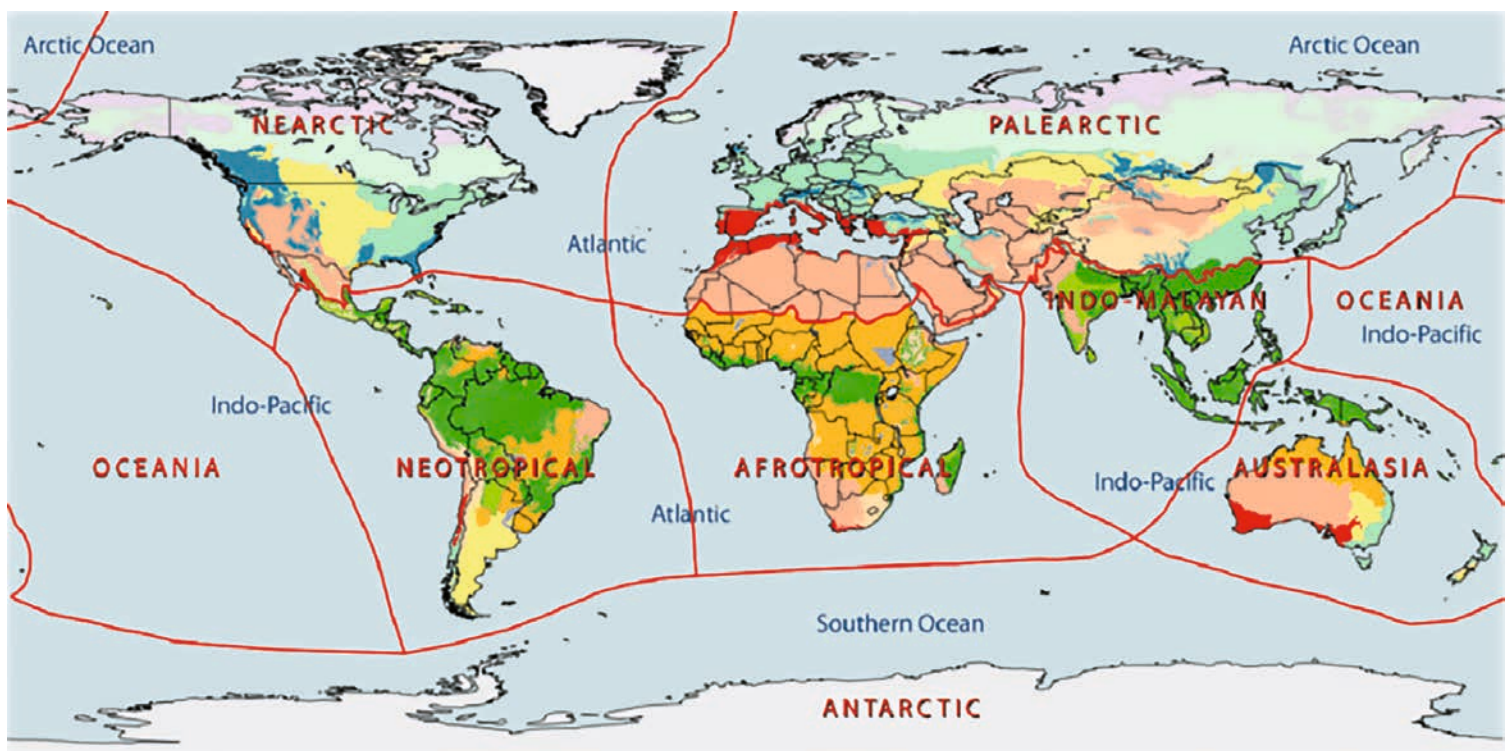 Arctic Ocean
Arctic Ocean
NEARCTIC
PALEARCTIC
Atlantic
INDO-MALAYAN
OCEANIA
Indo-Pacific
Indo-Pacific
OCEANIA
NEOTROPICAL
AFROTROPICAL
AUSTRALASIA
Indo-Pacific
Atlantic
Southern Ocean
ANTARCTIC